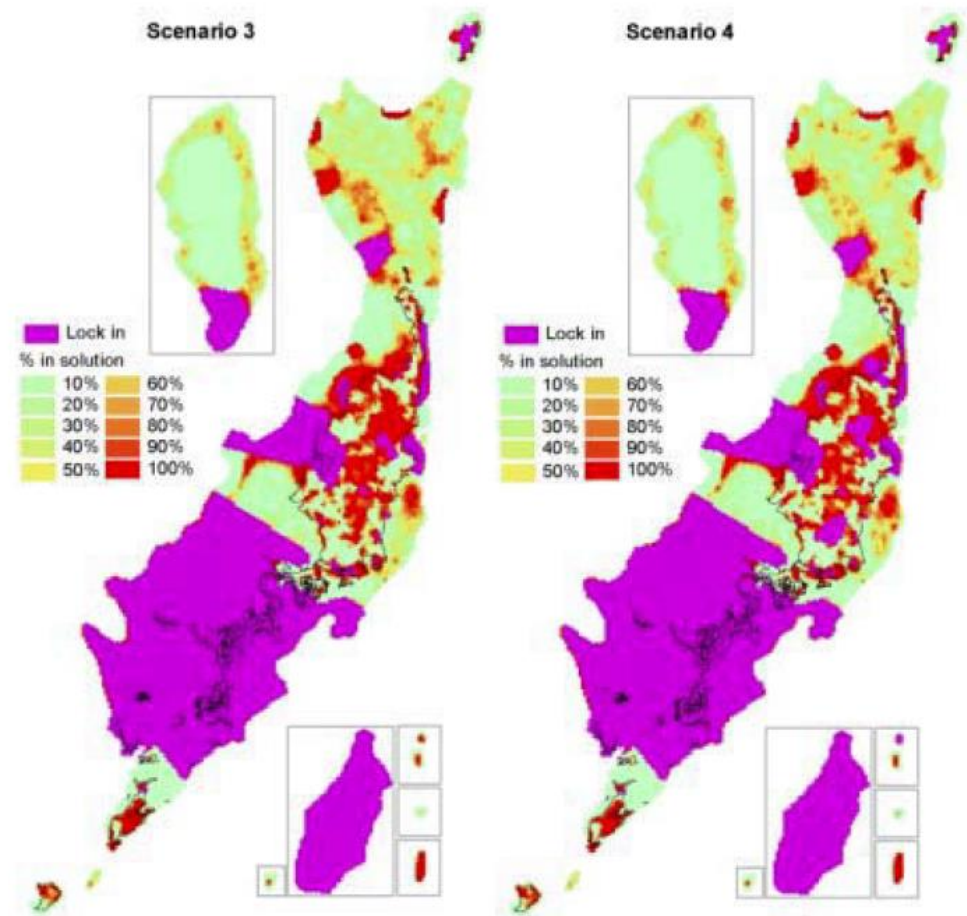 Scenario 3
Scenario 4
Lock in
% in solution
10% 60%
20% 70%
30% 80%
40% 90%
50% 100%
Lock in
% in solution
10% 60%
20% 70%
30% 80%
40% 90%
50% 100%